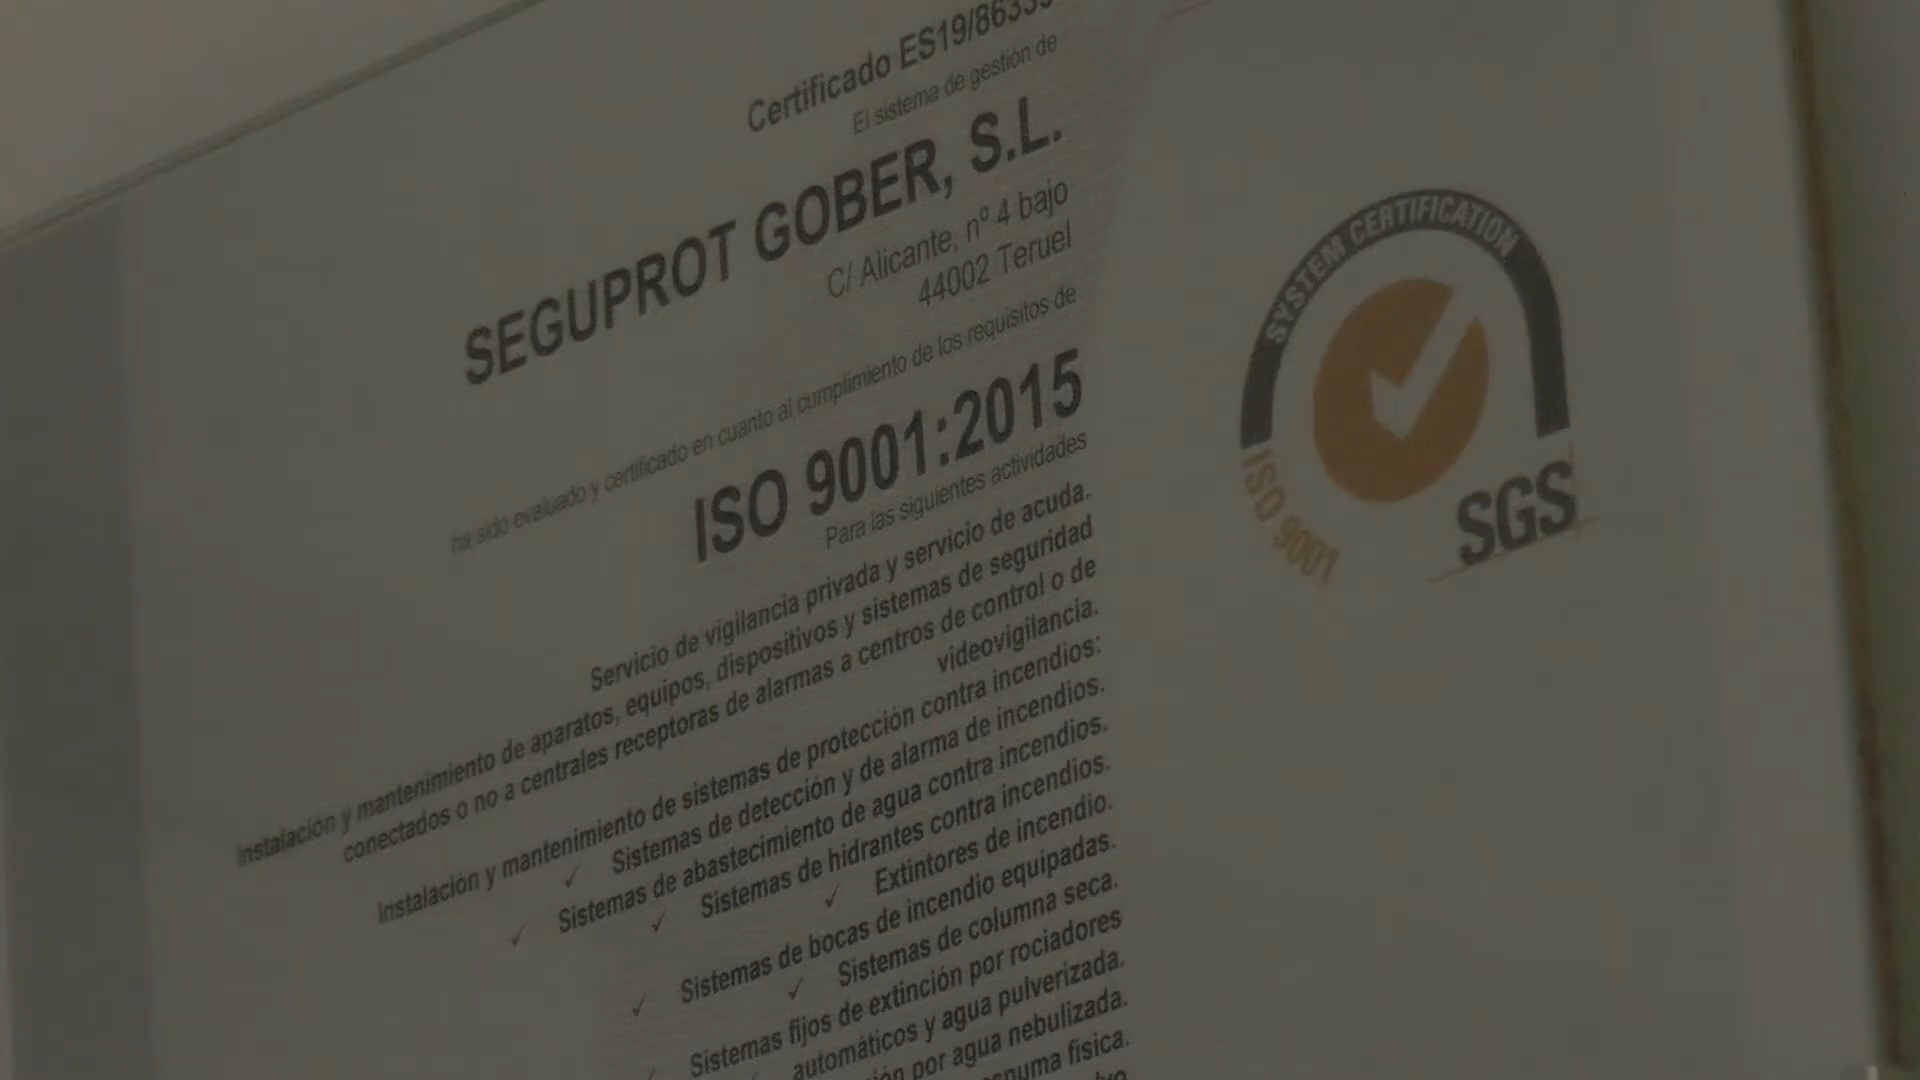 Certificado ES19/86335
El sistema de gestión de
SEGUPROT GOBER, S.L.
C/ Alicante, nº 4 bajo
44002 Teruel
ha sido evaluado y certificado en cuanto al cumplimiento de los requisitos de
ISO 9001:2015
Para las siguientes actividades
Servicio de vigilancia privada y servicio de acuda.
Instalación y mantenimiento de aparatos, equipos, dispositivos y sistemas de seguridad
conectados o no a centrales receptoras de alarmas a centros de control o de
videovigilancia.
Instalación y mantenimiento de sistemas de protección contra incendios:
✓ Sistemas de detección y de alarma de incendios.
✓ Sistemas de abastecimiento de agua contra incendios.
✓ Sistemas de hidrantes contra incendios.
✓ Extintores de incendio.
✓ Sistemas de bocas de incendio equipadas.
✓ Sistemas de columna seca.
✓ Sistemas fijos de extinción por rociadores
automáticos y agua pulverizada.
por agua nebulizada.
física.
SYSTEM CERTIFICATION
ISO 9001
SGS